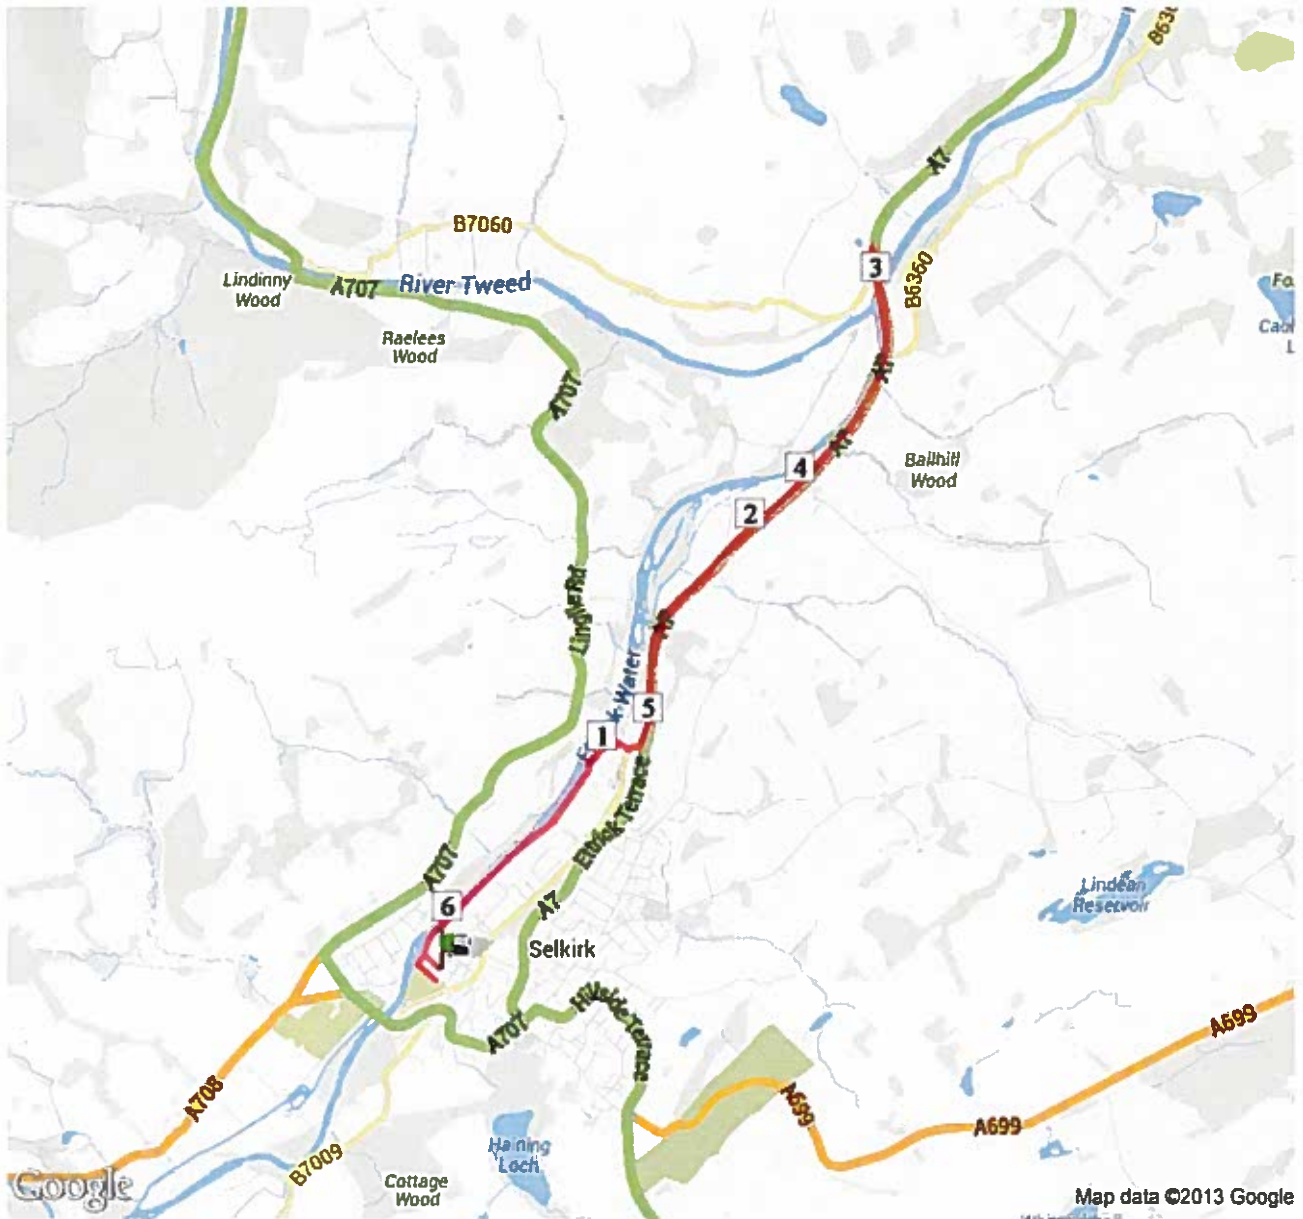 B636
A7
B7060
Lindinny
Wood
A707
River Tweed
3
B6360
Raelees
Wood
A707
A7
A7
4
Ballhill
Wood
2
A7
Water
5
1
Ettrick Terrace
A707
6
A7
Selkirk
Lindean
Reservoir
Hillside Terrace
A707
A699
A708
A699
A699
B7009
Haining
Loch
Cottage
Wood
Google
Map data ©2013 Google